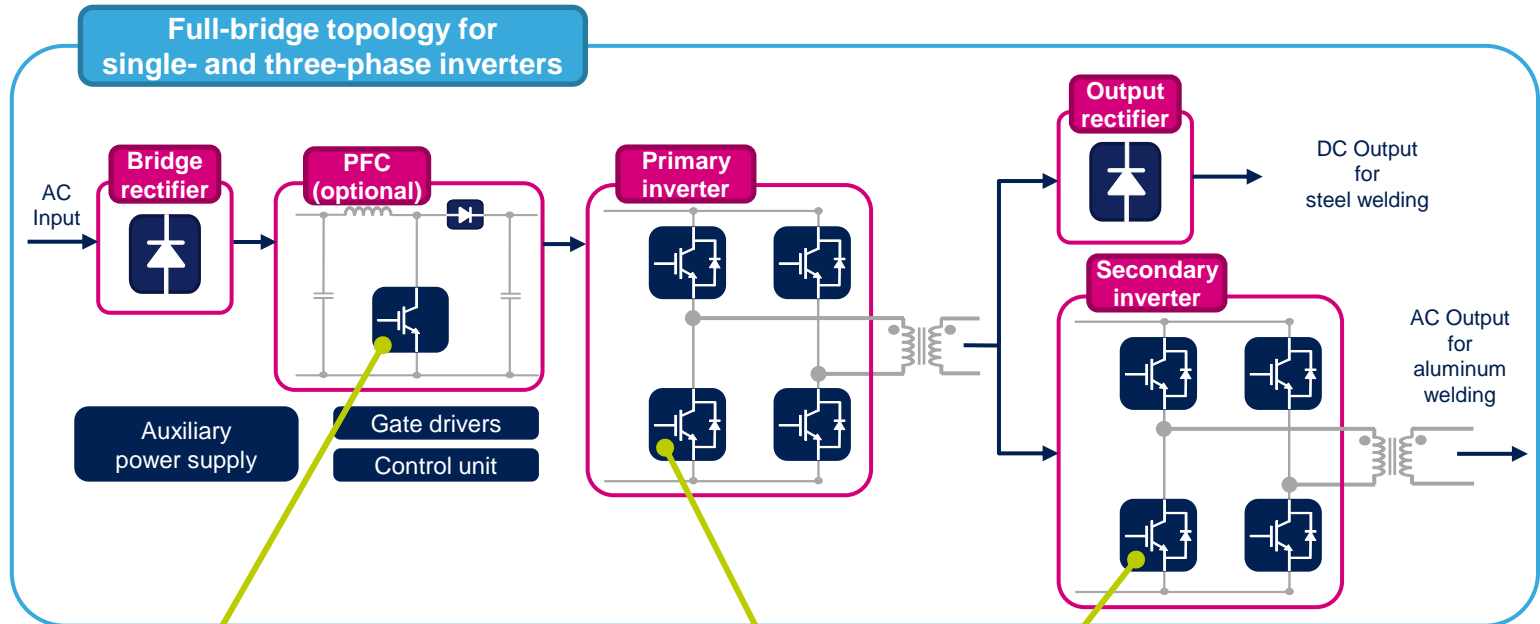 Full-bridge topology for
single- and three-phase inverters
AC
Input
Bridge
rectifier
PFC
(optional)
Primary
inverter
Output
rectifier
DC Output
for
steel welding
Secondary
inverter
AC Output
for
aluminum
welding
Auxiliary
power supply
Gate drivers
Control unit